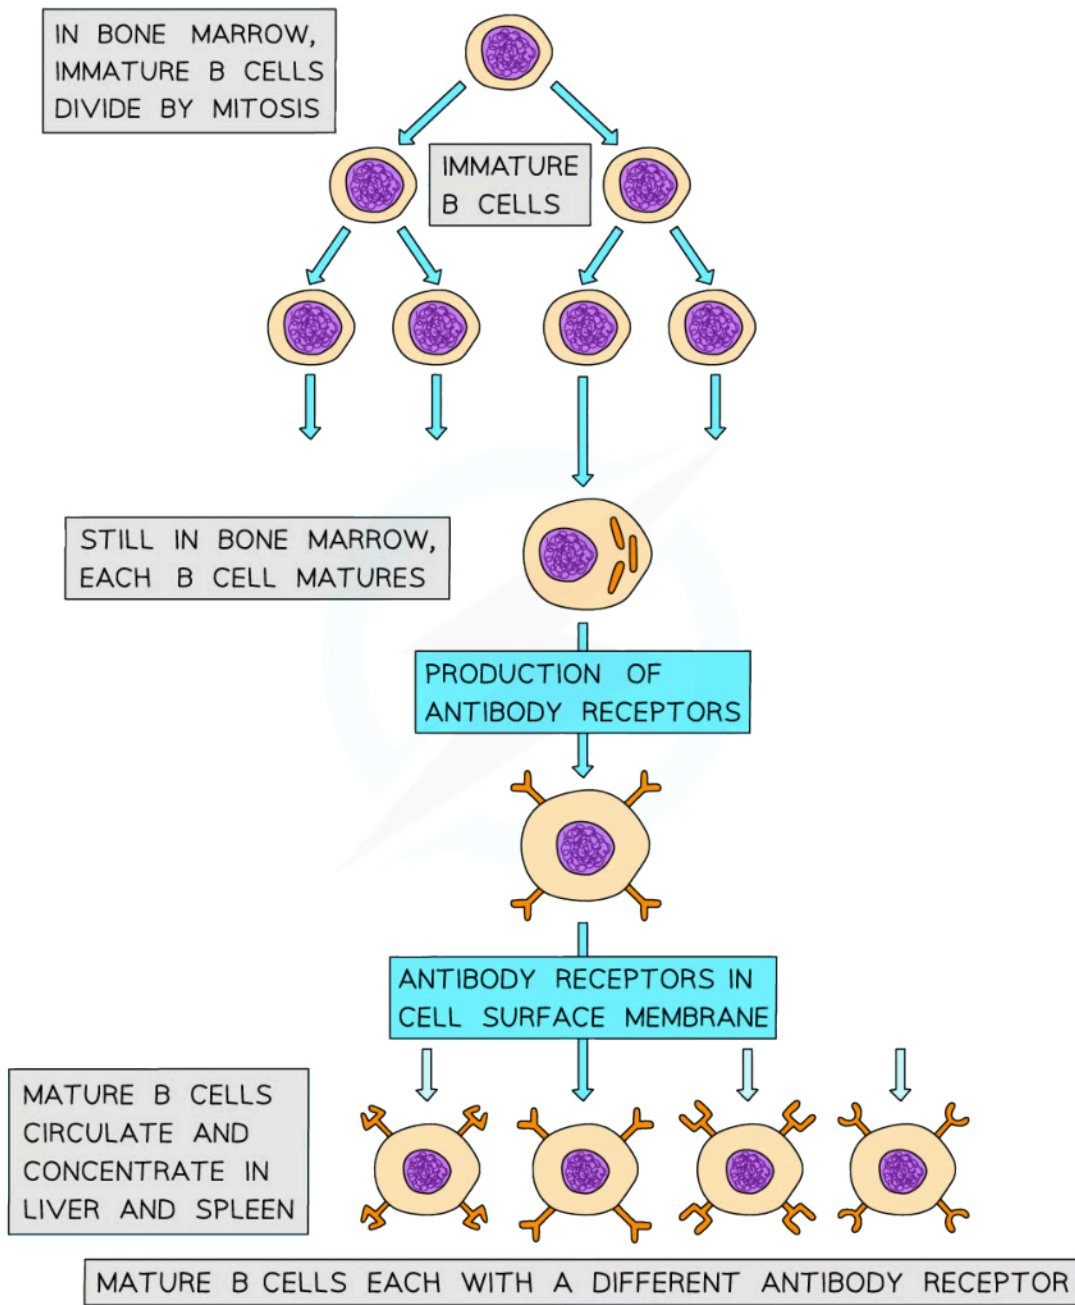 IN BONE MARROW,
IMMATURE B CELLS
DIVIDE BY MITOSIS
IMMATURE
B CELLS
STILL IN BONE MARROW,
EACH B CELL MATURES
PRODUCTION OF
ANTIBODY RECEPTORS
ANTIBODY RECEPTORS IN
CELL SURFACE MEMBRANE
MATURE B CELLS
CIRCULATE AND
CONCENTRATE IN
LIVER AND SPLEEN
MATURE B CELLS EACH WITH A DIFFERENT ANTIBODY RECEPTOR